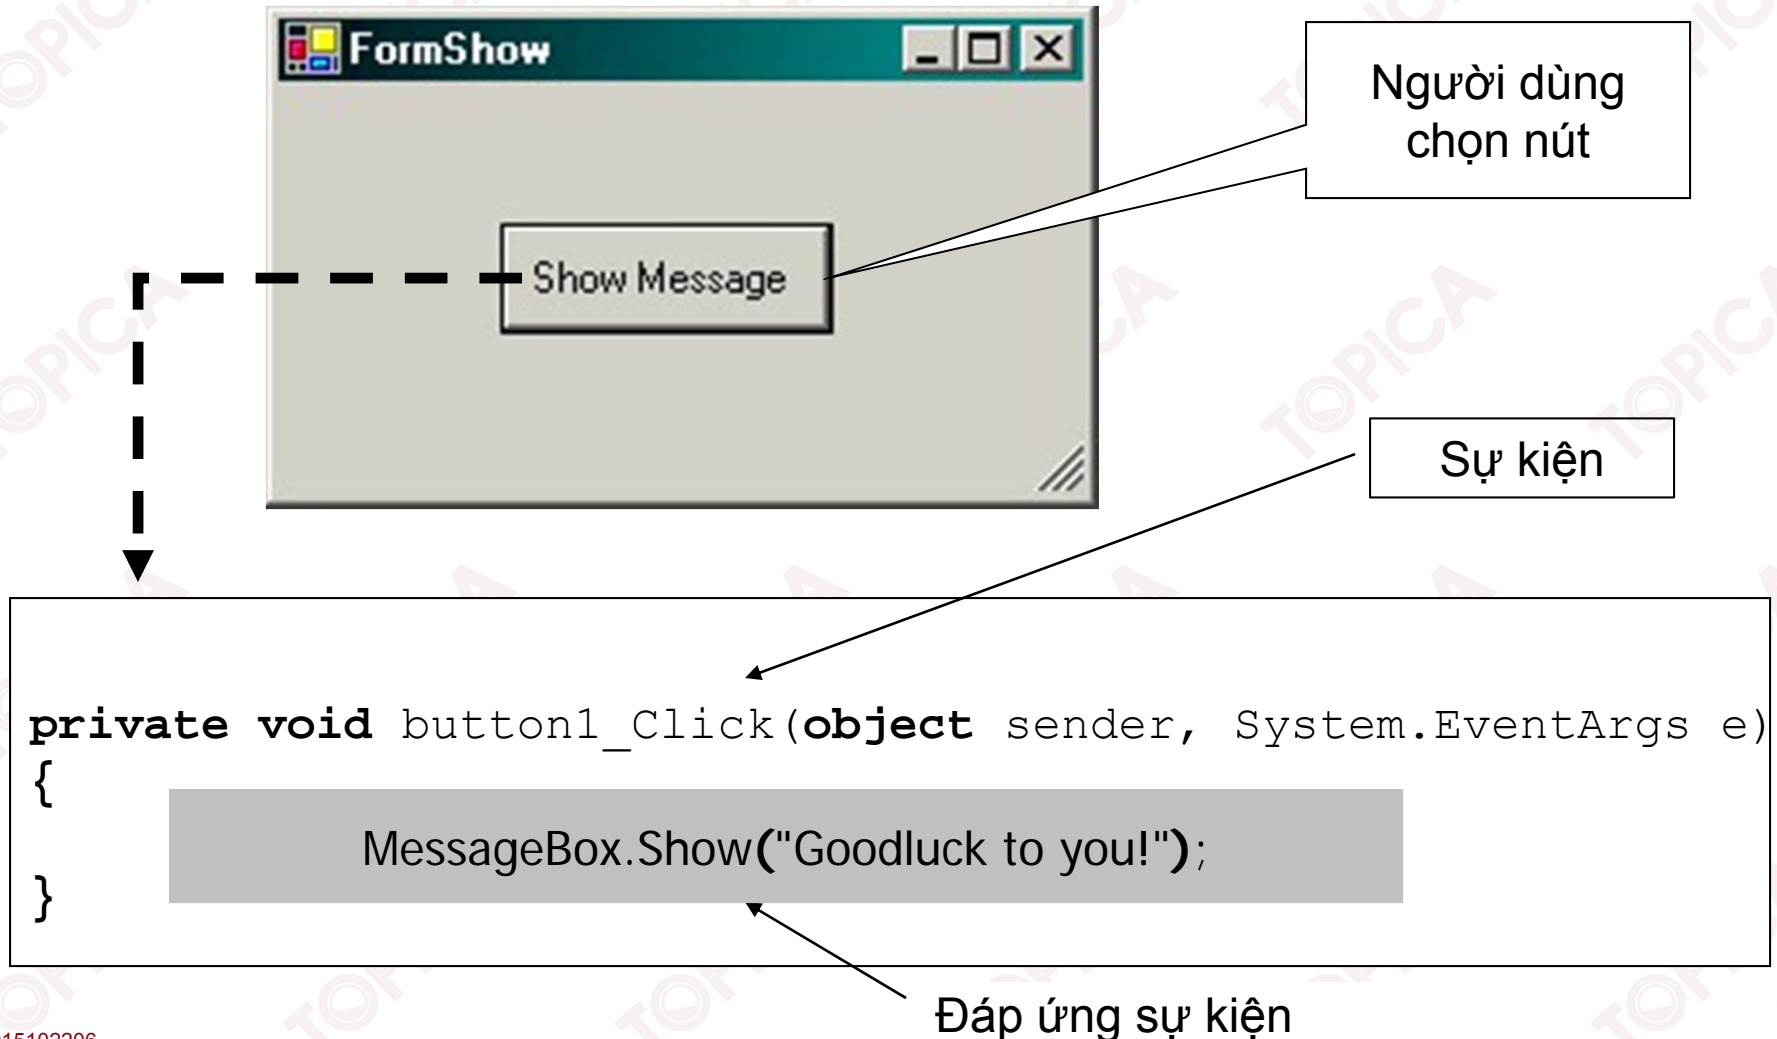 FormShow
Người dùng
chọn nút
Show Message
Sự kiện
private void button1_Click(object sender, System.EventArgs e)
{
MessageBox.Show("Goodluck to you!");
}
Đáp ứng sự kiện
TOPICA